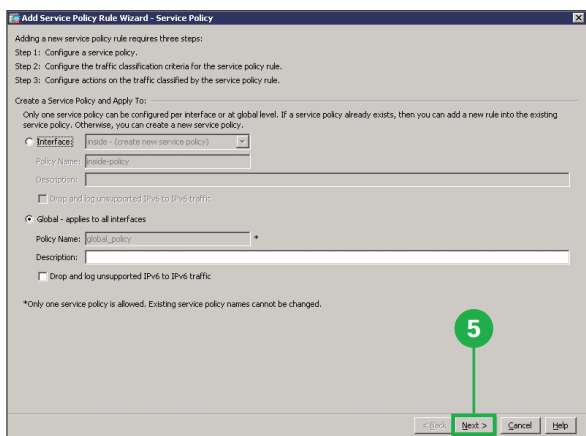 Add Service Policy Rule Wizard - Service Policy
Adding a new service policy rule requires three steps:
Step 1: Configure a service policy.
Step 2: Configure the traffic classification criteria for the service policy rule.
Step 3: Configure actions on the traffic classified by the service policy rule.
Create a Service Policy and Apply To:
Only one service policy can be configured per interface or at global level. If a service policy already exists, then you can add a new rule into the existing
service policy. Otherwise, you can create a new service policy.
Interface: inside - (create new service policy)
Policy Name: inside-policy
Description:
Drop and log unsupported IPv6 to IPv6 traffic
Global - applies to all interfaces
Policy Name: global_policy *
Description:
Drop and log unsupported IPv6 to IPv6 traffic
*Only one service policy is allowed. Existing service policy names cannot be changed.
5
< Back Next > Cancel Help